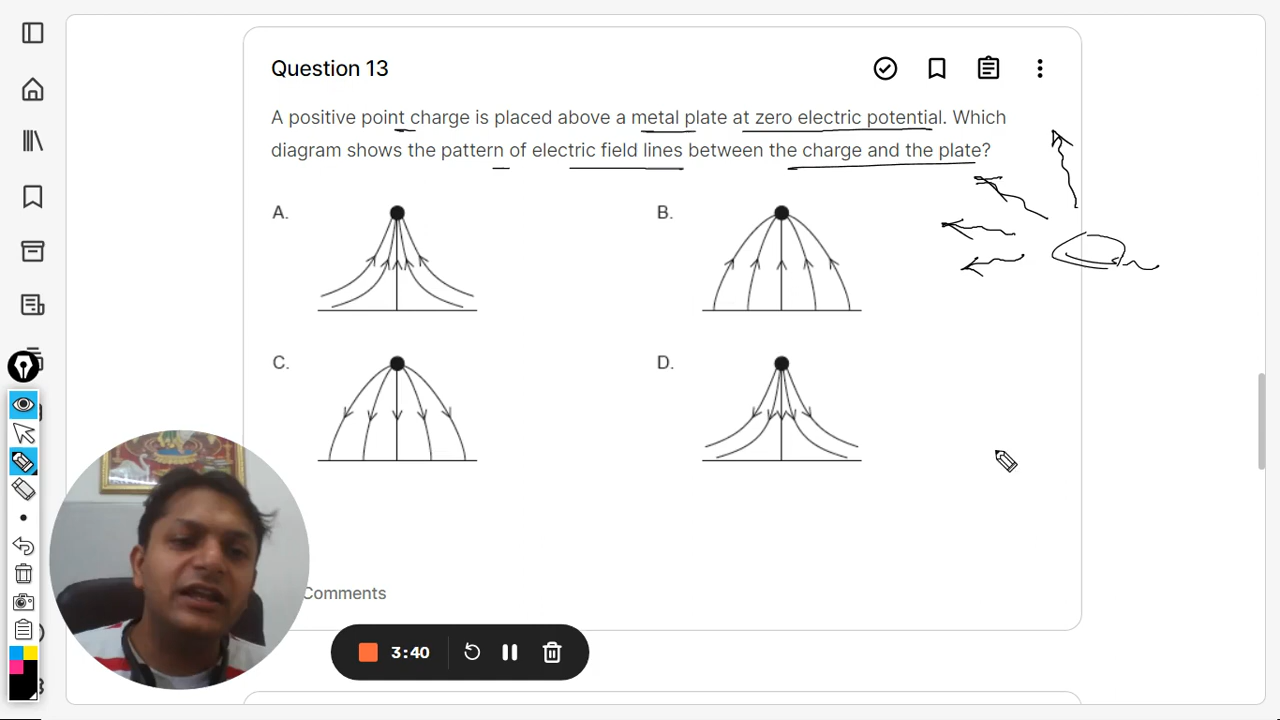 Question 13
A positive point charge is placed above a metal plate at zero electric potential. Which
diagram shows the pattern of electric field lines between the charge and the plate?
A.
B.
C.
D.
Comments
3:40